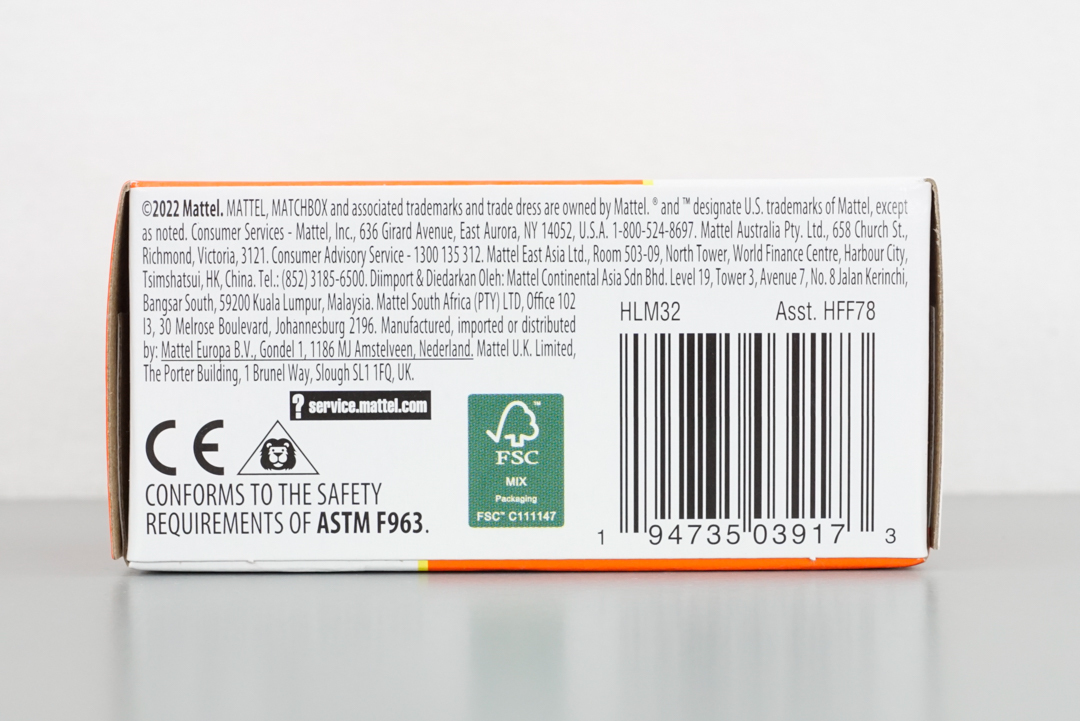 ©2022 Mattel. MATTEL, MATCHBOX and associated trademarks and trade dress are owned by Mattel. ® and ™ designate U.S. trademarks of Mattel, except
as noted. Consumer Services - Mattel, Inc., 636 Girard Avenue, East Aurora, NY 14052, U.S.A. 1-800-524-8697. Mattel Australia Pty. Ltd., 658 Church St.,
Richmond, Victoria, 3121. Consumer Advisory Service - 1300 135 312. Mattel East Asia Ltd., Room 503-09, North Tower, World Finance Centre, Harbour City,
Tsimshatsui, HK, China. Tel.: (852) 3185-6500. Diimport & Diedarkan Oleh: Mattel Continental Asia Sdn Bhd. Level 19, Tower 3, Avenue 7, No. 8 Jalan Kerinchi,
Bangsar South, 59200 Kuala Lumpur, Malaysia. Mattel South Africa (PTY) LTD, Office 102
I3, 30 Melrose Boulevard, Johannesburg 2196. Manufactured, imported or distributed
by: Mattel Europa B.V., Gondel 1, 1186 MJ Amstelveen, Nederland. Mattel U.K. Limited,
The Porter Building, 1 Brunel Way, Slough SL1 1FQ, UK.
? service.mattel.com
CE
CONFORMS TO THE SAFETY
REQUIREMENTS OF ASTM F963.
™
FSC
MIX
Packaging
FSC™ C111147
HLM32 Asst. HFF78
1 94735 03917 3